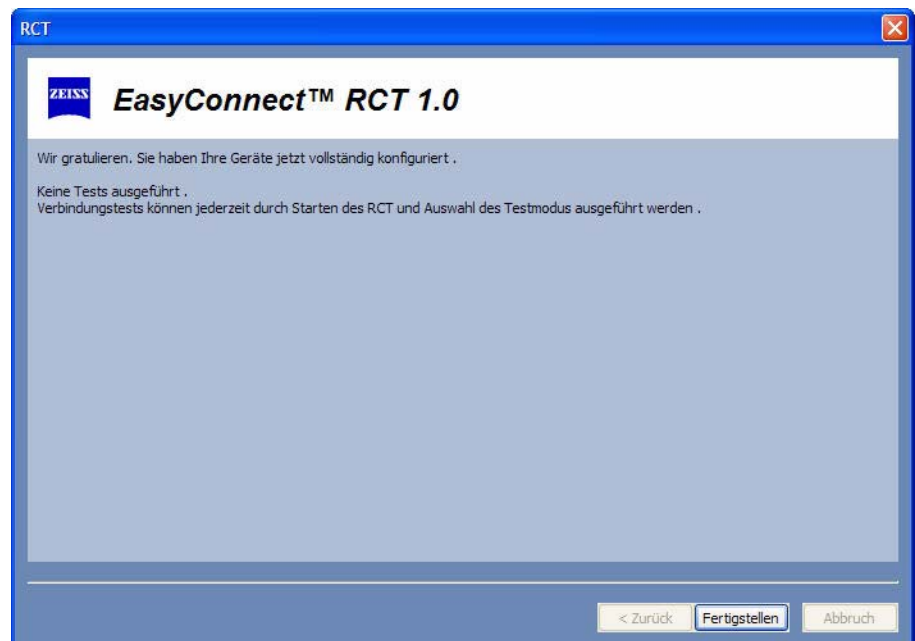 RCT
ZEISS
EasyConnect™ RCT 1.0
Wir gratulieren. Sie haben Ihre Geräte jetzt vollständig konfiguriert .
Keine Tests ausgeführt .
Verbindungstests können jederzeit durch Starten des RCT und Auswahl des Testmodus ausgeführt werden .
< Zurück Fertigstellen Abbruch